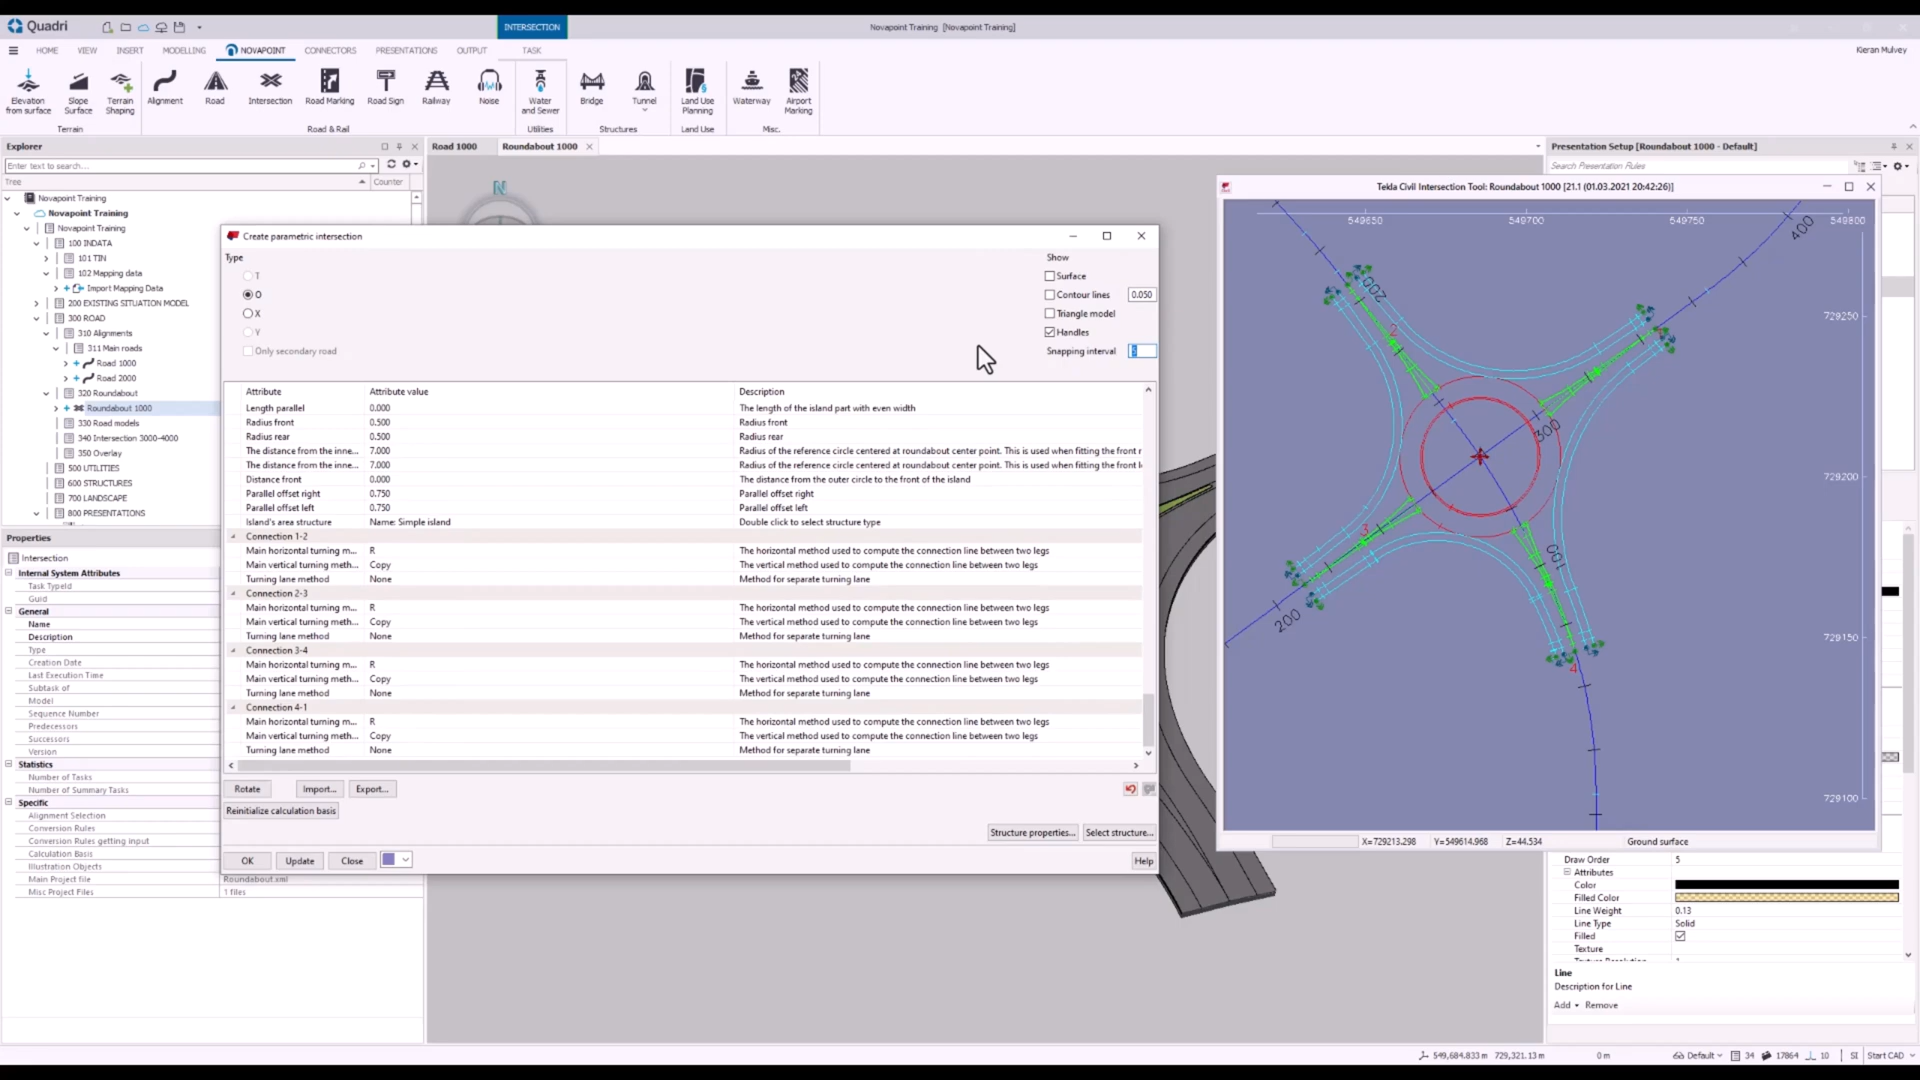 Quadri
INTERSECTION
Novapoint Training [Novapoint Training]
HOME VIEW INSERT MODELLING NOVAPOINT CONNECTORS PRESENTATIONS OUTPUT TASK
Kieran Mulvey
Elevation from surface
Slope Surface
Terrain Shaping
Alignment
Road
Intersection
Road Marking
Road Sign
Railway
Noise
Water and Sewer
Bridge
Tunnel
Land Use Planning
Waterway
Airport Marking
Terrain
Road & Rail
Utilities
Structures
Land Use
Misc.
Explorer
Enter text to search...
Tree
Counter
Novapoint Training
Novapoint Training
Novapoint Training
100 INDATA
101 TIN
102 Mapping data
Import Mapping Data
200 EXISTING SITUATION MODEL
300 ROAD
310 Alignments
311 Main roads
Road 1000
Road 2000
320 Roundabout
Roundabout 1000
330 Road models
340 Intersection 3000-4000
350 Overlay
500 UTILITIES
600 STRUCTURES
700 LANDSCAPE
800 PRESENTATIONS
Properties
Intersection
Internal System Attributes
Task TypeId
Guid
General
Name
Description
Type
Creation Date
Last Execution Time
Subtask of
Model
Sequence Number
Predecessors
Successors
Version
Statistics
Number of Tasks
Number of Summary Tasks
Specific
Alignment Selection
Conversion Rules
Conversion Rules getting input
Calculation Basis
Illustration Objects
Main Project file Roundabout.xml
Misc Project Files 1 files
Road 1000
Roundabout 1000
N
Create parametric intersection
Type
T
O
X
Y
Only secondary road
Show
Surface
Contour lines 0.050
Triangle model
Handles
Snapping interval
Attribute Attribute value Description
Length parallel 0.000 The length of the island part with even width
Radius front 0.500 Radius front
Radius rear 0.500 Radius rear
The distance from the inne... 7.000 Radius of the reference circle centered at roundabout center point. This is used when fitting the front r
The distance from the inne... 7.000 Radius of the reference circle centered at roundabout center point. This is used when fitting the front l
Distance front 0.000 The distance from the outer circle to the front of the island
Parallel offset right 0.750 Parallel offset right
Parallel offset left 0.750 Parallel offset left
Island's area structure Name: Simple island Double click to select structure type
Connection 1-2
Main horizontal turning m... R The horizontal method used to compute the connection line between two legs
Main vertical turning meth... Copy The vertical method used to compute the connection line between two legs
Turning lane method None Method for separate turning lane
Connection 2-3
Main horizontal turning m... R The horizontal method used to compute the connection line between two legs
Main vertical turning meth... Copy The vertical method used to compute the connection line between two legs
Turning lane method None Method for separate turning lane
Connection 3-4
Main horizontal turning m... R The horizontal method used to compute the connection line between two legs
Main vertical turning meth... Copy The vertical method used to compute the connection line between two legs
Turning lane method None Method for separate turning lane
Connection 4-1
Main horizontal turning m... R The horizontal method used to compute the connection line between two legs
Main vertical turning meth... Copy The vertical method used to compute the connection line between two legs
Turning lane method None Method for separate turning lane
Rotate Import... Export...
Reinitialize calculation basis
Structure properties... Select structure...
OK Update Close Help
Presentation Setup [Roundabout 1000 - Default]
Search Presentation Rules
Tekla Civil Intersection Tool: Roundabout 1000 [21.1 (01.03.2021 20:42:26)]
549650 549700 549750 549800
400
200
2
729250
300
729200
3
100
200
729150
4
729100
X=729213.298 Y=549614.968 Z=44.534 Ground surface
Draw Order 5
Attributes
Color
Filled Color
Line Weight 0.13
Line Type Solid
Filled
Texture
Line
Description for Line
Add Remove
549,684.833 m 729,321.13 m 0 m Default 34 17864 10 SI Start CAD